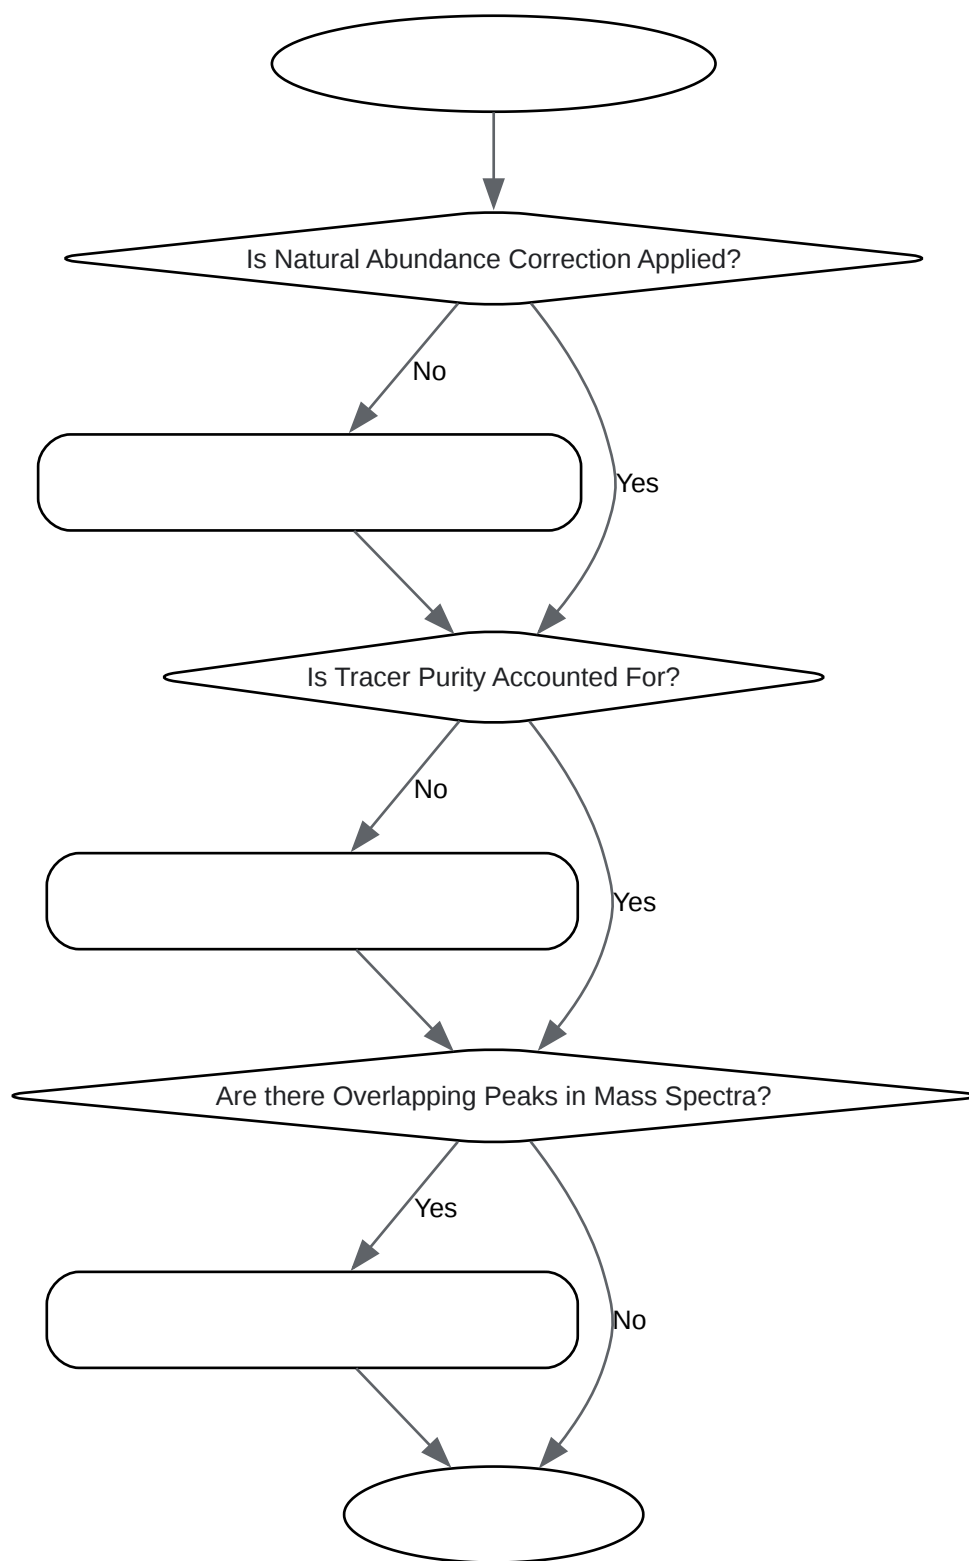 Is Natural Abundance Correction Applied?
No
Yes
Is Tracer Purity Accounted For?
No
Yes
Are there Overlapping Peaks in Mass Spectra?
Yes
No